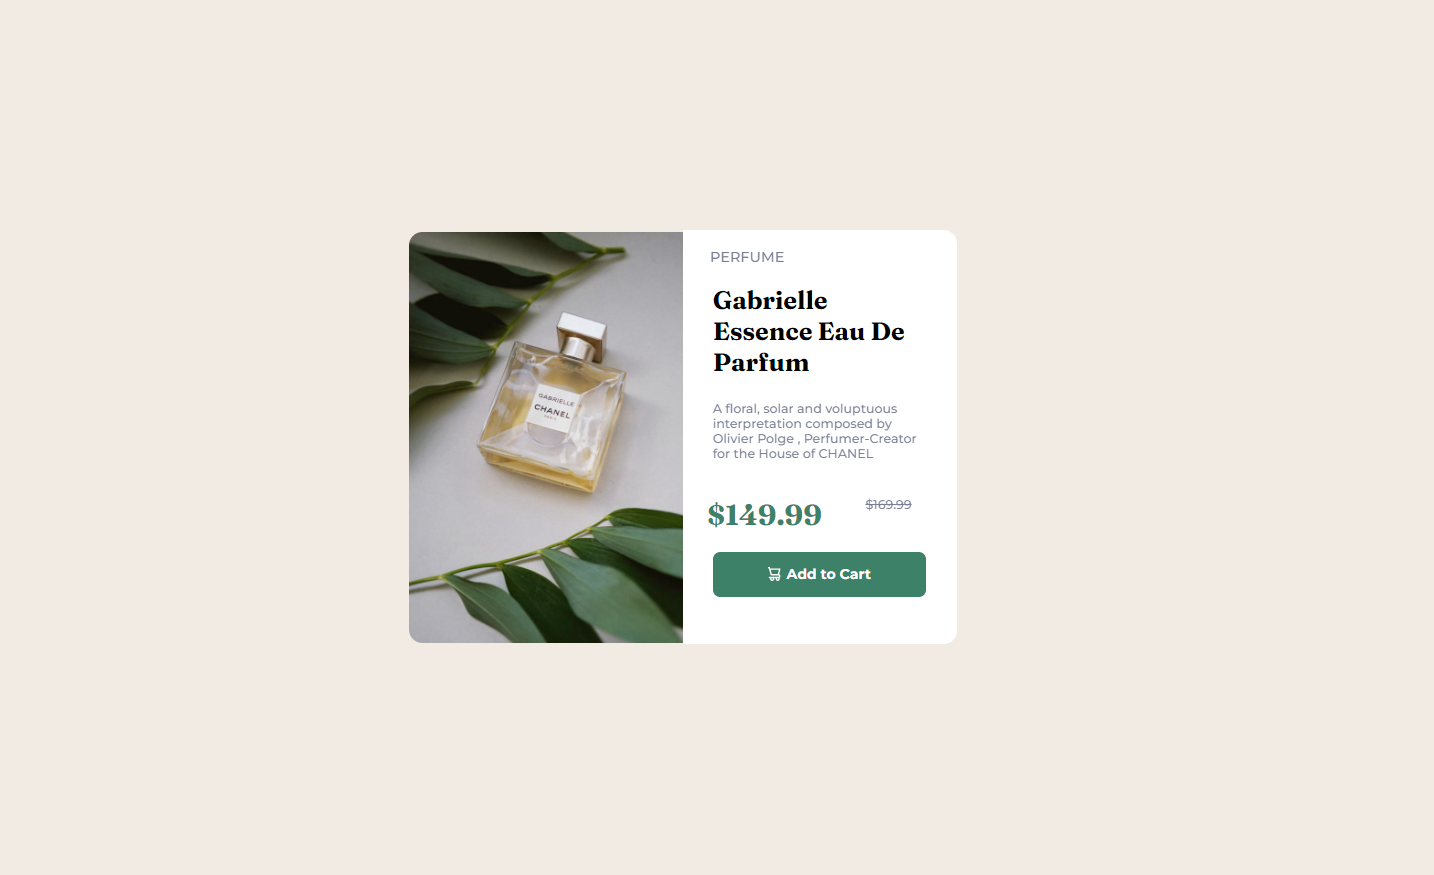 PERFUME
Gabrielle
Essence Eau De
Parfum
A floral, solar and voluptuous
interpretation composed by
Olivier Polge , Perfumer-Creator
for the House of CHANEL
$149.99
$169.99
Add to Cart
GABRIELLE
CHANEL
PARIS